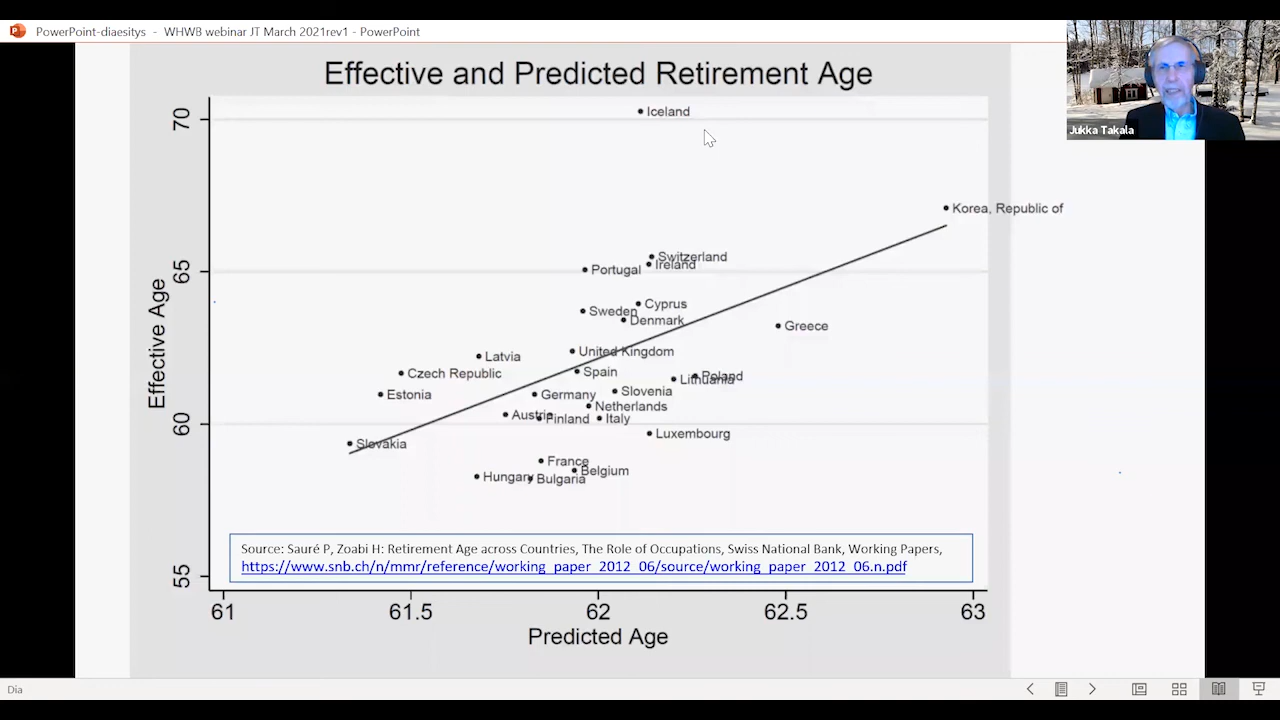 PowerPoint-diaesitys - WHWB webinar JT March 2021rev1 - PowerPoint
Jukka Takala
Effective and Predicted Retirement Age
Effective Age
70
65
60
55
Iceland
Korea, Republic of
Switzerland
Ireland
Portugal
Cyprus
Sweden
Denmark
Greece
United Kingdom
Latvia
Spain
Czech Republic
Poland
Lithuania
Estonia
Germany
Slovenia
Netherlands
Austria
Finland
Italy
Luxembourg
Slovakia
France
Belgium
Hungary
Bulgaria
Source: Sauré P, Zoabi H: Retirement Age across Countries, The Role of Occupations, Swiss National Bank, Working Papers,
https://www.snb.ch/n/mmr/reference/working_paper_2012_06/source/working_paper_2012_06.n.pdf
61
61.5
62
62.5
63
Predicted Age
Dia